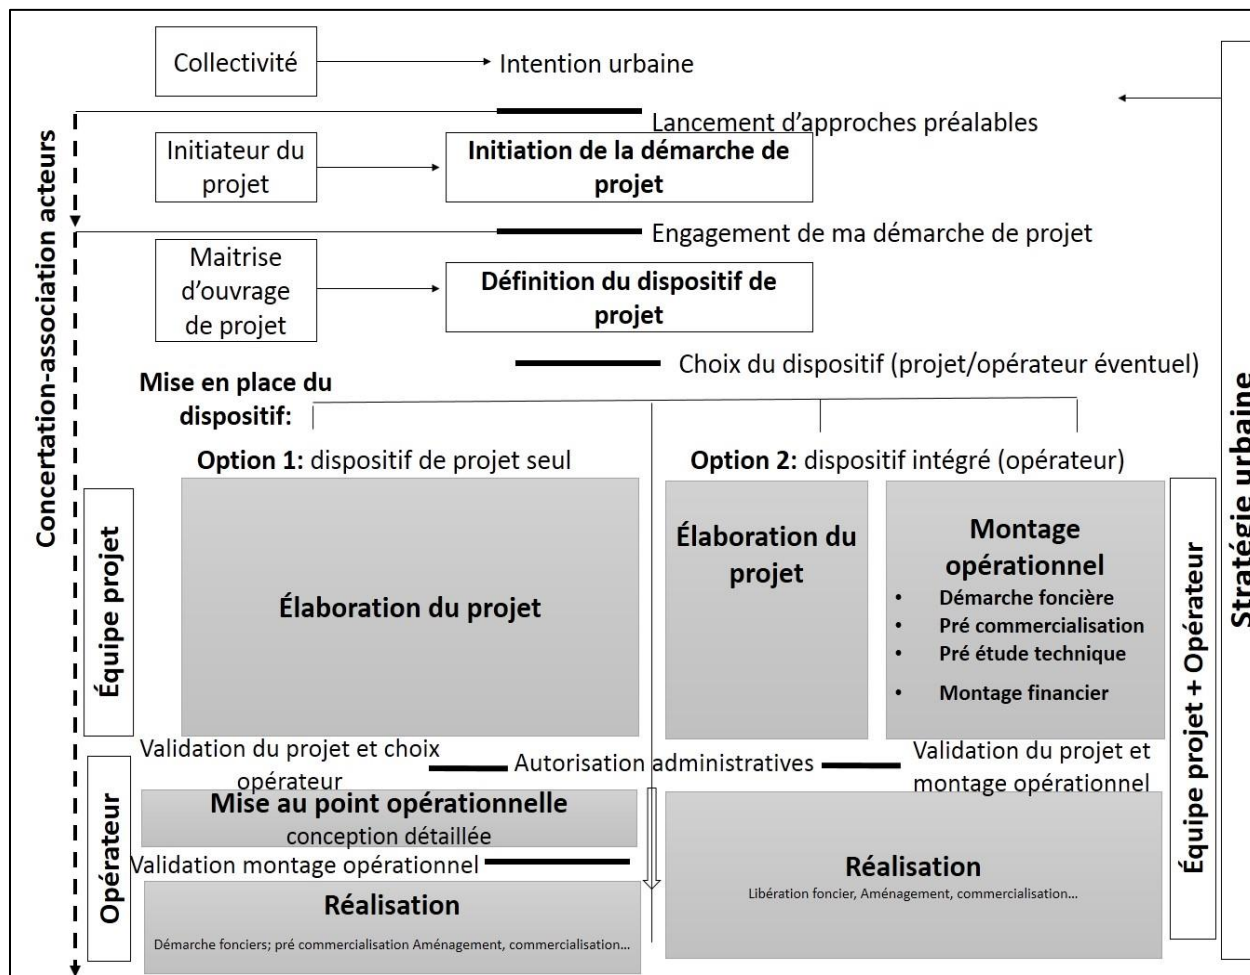 Collectivité
Intention urbaine
Lancement d'approches préalables
Initiateur du
projet
Initiation de la démarche de
projet
Engagement de ma démarche de projet
Maitrise
d'ouvrage
de projet
Définition du dispositif de
projet
Choix du dispositif (projet/opérateur éventuel)
Mise en place du
dispositif:
Option 1: dispositif de projet seul
Option 2: dispositif intégré (opérateur)
Élaboration du projet
Élaboration du
projet
Montage
opérationnel
• Démarche foncière
• Pré commercialisation
• Pré étude technique
• Montage financier
Validation du projet et choix
opérateur
Autorisation administratives
Validation du projet et
montage opérationnel
Mise au point opérationnelle
conception détaillée
Validation montage opérationnel
Réalisation
Démarche fonciers; pré commercialisation Aménagement, commercialisation...
Réalisation
Libération foncier, Aménagement, commercialisation...
Concertation-association acteurs
Équipe projet
Opérateur
Équipe projet + Opérateur
Stratégie urbaine